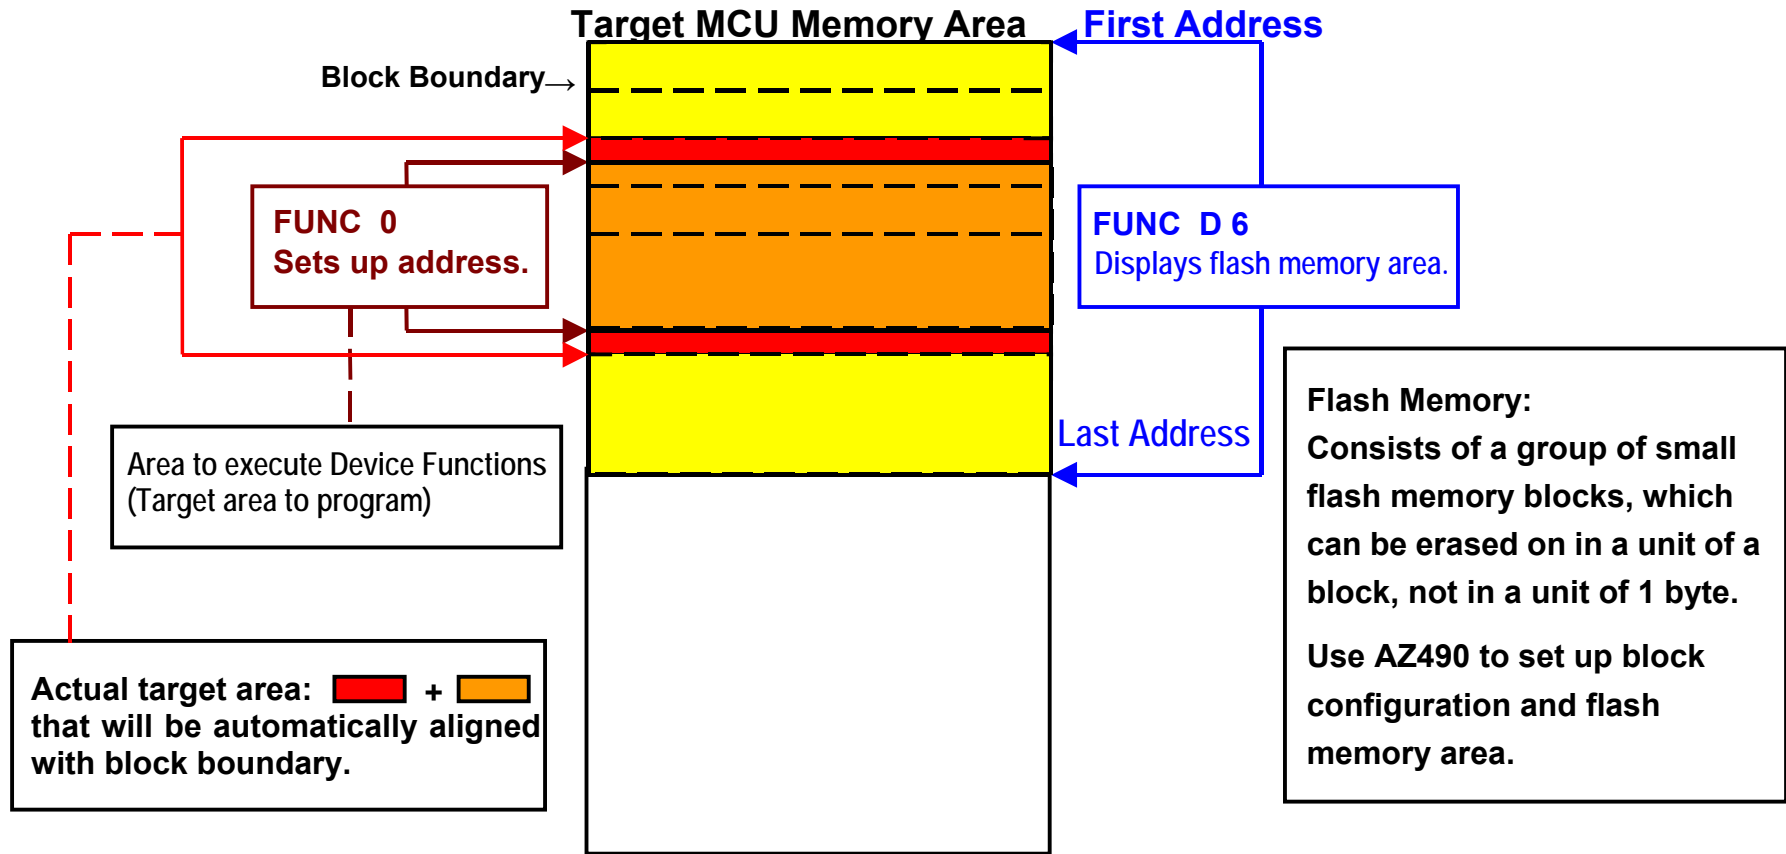 Target MCU Memory Area
First Address
Block Boundary→
FUNC 0
Sets up address.
FUNC D 6
Displays flash memory area.
Area to execute Device Functions
(Target area to program)
Last Address
Flash Memory:
Consists of a group of small
flash memory blocks, which
can be erased on in a unit of a
block, not in a unit of 1 byte.
Use AZ490 to set up block
configuration and flash
memory area.
Actual target area: +
that will be automatically aligned
with block boundary.